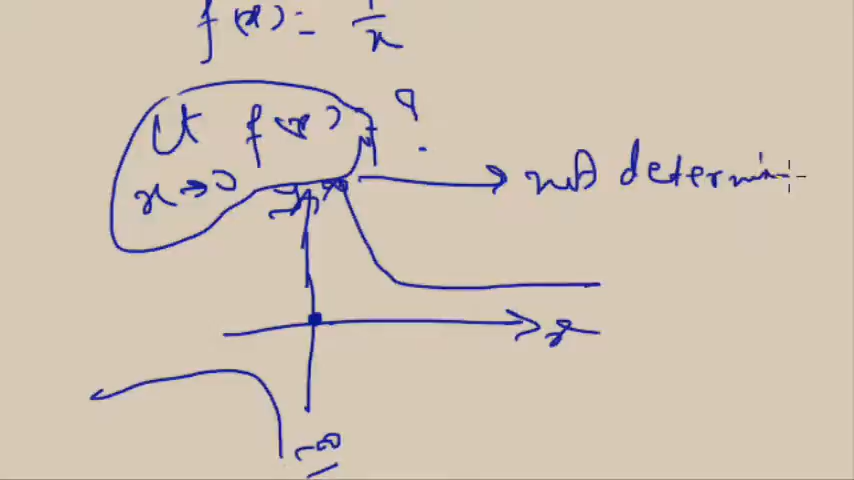 f(x) = 1/x
Lt f(x) ?
x→0 → not determin
x
-∞